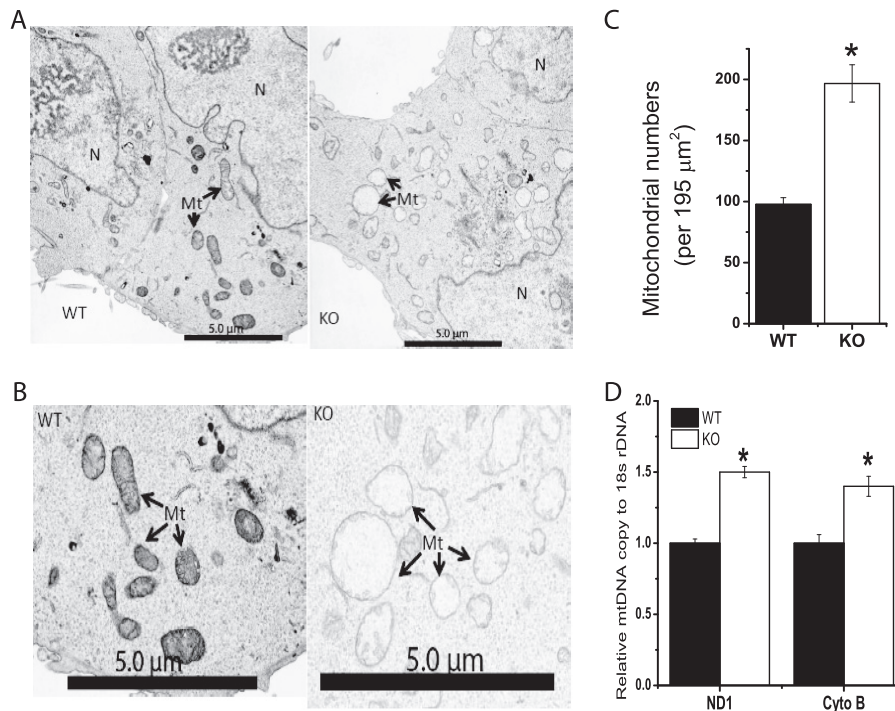 A
N
N
Mt
WT
5.0 µm
N
Mt
N
KO
5.0 µm
B
WT
Mt
5.0 µm
KO
Mt
5.0 µm
C
Mitochondrial numbers
(per 195 µm²)
200
150
100
50
0
WT
KO
*
D
Relative mtDNA copy to 18s rDNA
2.0
1.5
1.0
0.5
0.0
WT
KO
*
*
ND1
Cyto B